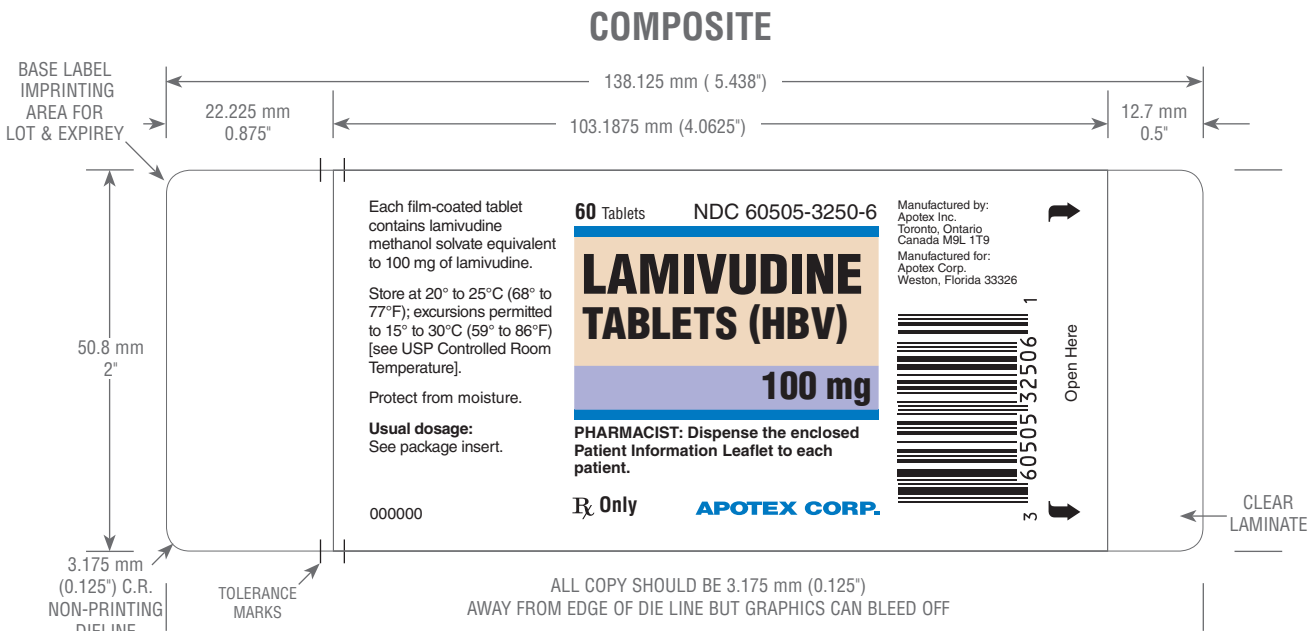 COMPOSITE
BASE LABEL
IMPRINTING
AREA FOR
LOT & EXPIREY
138.125 mm ( 5.438")
22.225 mm
0.875"
103.1875 mm (4.0625")
12.7 mm
0.5"
50.8 mm
2"
Each film-coated tablet
contains lamivudine
methanol solvate equivalent
to 100 mg of lamivudine.
Store at 20° to 25°C (68° to
77°F); excursions permitted
to 15° to 30°C (59° to 86°F)
[see USP Controlled Room
Temperature].
Protect from moisture.
Usual dosage:
See package insert.
000000
60 Tablets NDC 60505-3250-6
LAMIVUDINE
TABLETS (HBV)
100 mg
PHARMACIST: Dispense the enclosed
Patient Information Leaflet to each
patient.
Rx Only
APOTEX CORP.
Manufactured by:
Apotex Inc.
Toronto, Ontario
Canada M9L 1T9
Manufactured for:
Apotex Corp.
Weston, Florida 33326
3 60505 32506 1
Open Here
CLEAR
LAMINATE
3.175 mm
(0.125") C.R.
NON-PRINTING
DIELINE
TOLERANCE
MARKS
ALL COPY SHOULD BE 3.175 mm (0.125")
AWAY FROM EDGE OF DIE LINE BUT GRAPHICS CAN BLEED OFF